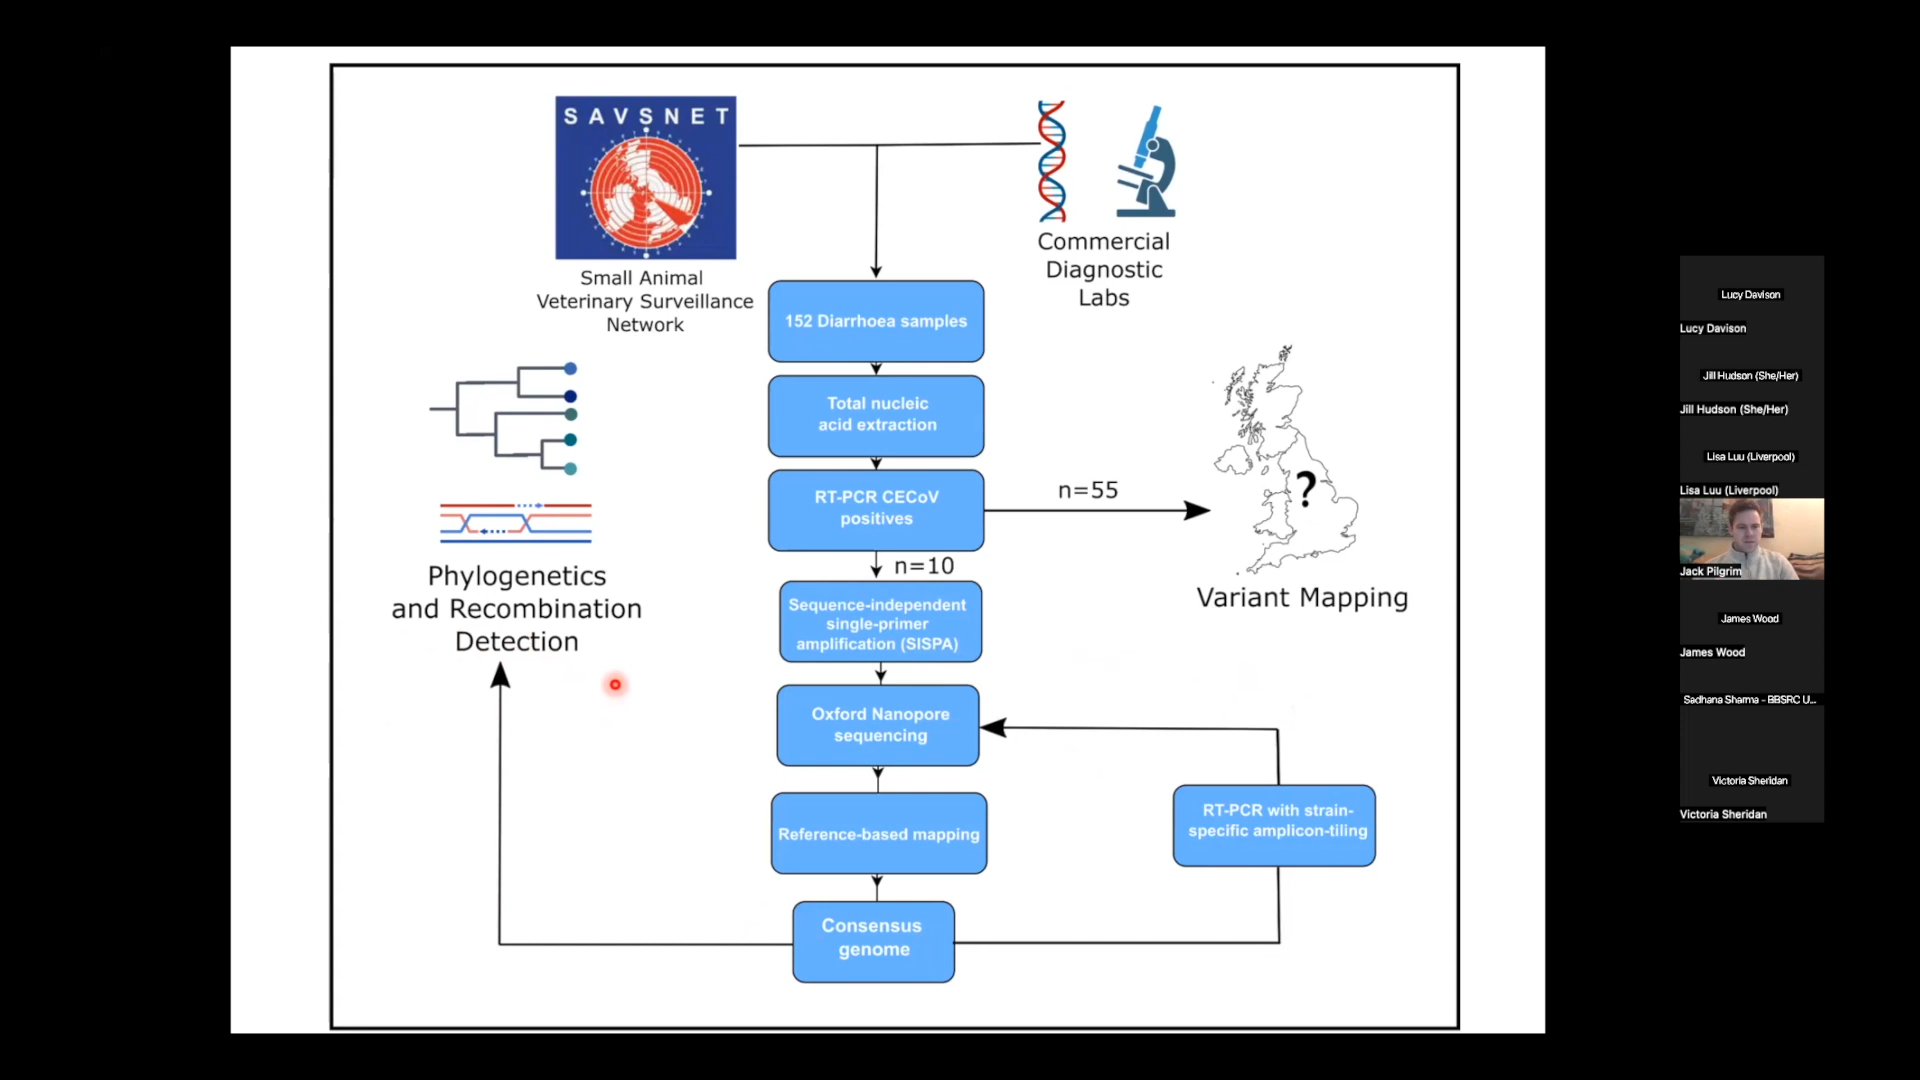 SAVSNET
Small Animal
Veterinary Surveillance
Network
Commercial
Diagnostic
Labs
152 Diarrhoea samples
Total nucleic
acid extraction
RT-PCR CECoV
positives
n=55
?
Variant Mapping
n=10
Sequence-independent
single-primer
amplification (SISPA)
Phylogenetics
and Recombination
Detection
Oxford Nanopore
sequencing
Reference-based mapping
RT-PCR with strain-
specific amplicon-tiling
Consensus
genome
Lucy Davison
Lucy Davison
Jill Hudson (She/Her)
Jill Hudson (She/Her)
Lisa Luu (Liverpool)
Lisa Luu (Liverpool)
Jack Pilgrim
James Wood
James Wood
Sadhana Sharma - BBSRC U...
Victoria Sheridan
Victoria Sheridan